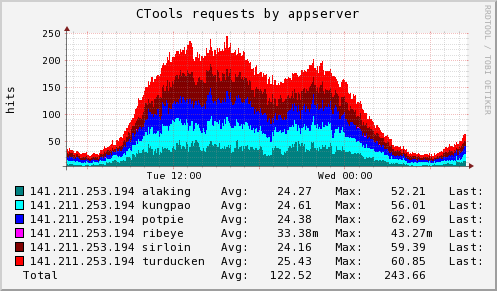 CTools requests by appserver
RRDTOOL / TOBI OETIKER
hits
250
200
150
100
50
Tue 12:00 Wed 00:00
141.211.253.194 alaking Avg: 24.27 Max: 52.21 Last:
141.211.253.194 kungpao Avg: 24.61 Max: 56.01 Last:
141.211.253.194 potpie Avg: 24.38 Max: 62.69 Last:
141.211.253.194 ribeye Avg: 33.38m Max: 43.27m Last:
141.211.253.194 sirloin Avg: 24.16 Max: 59.39 Last:
141.211.253.194 turducken Avg: 25.43 Max: 60.85 Last:
Total Avg: 122.52 Max: 243.66